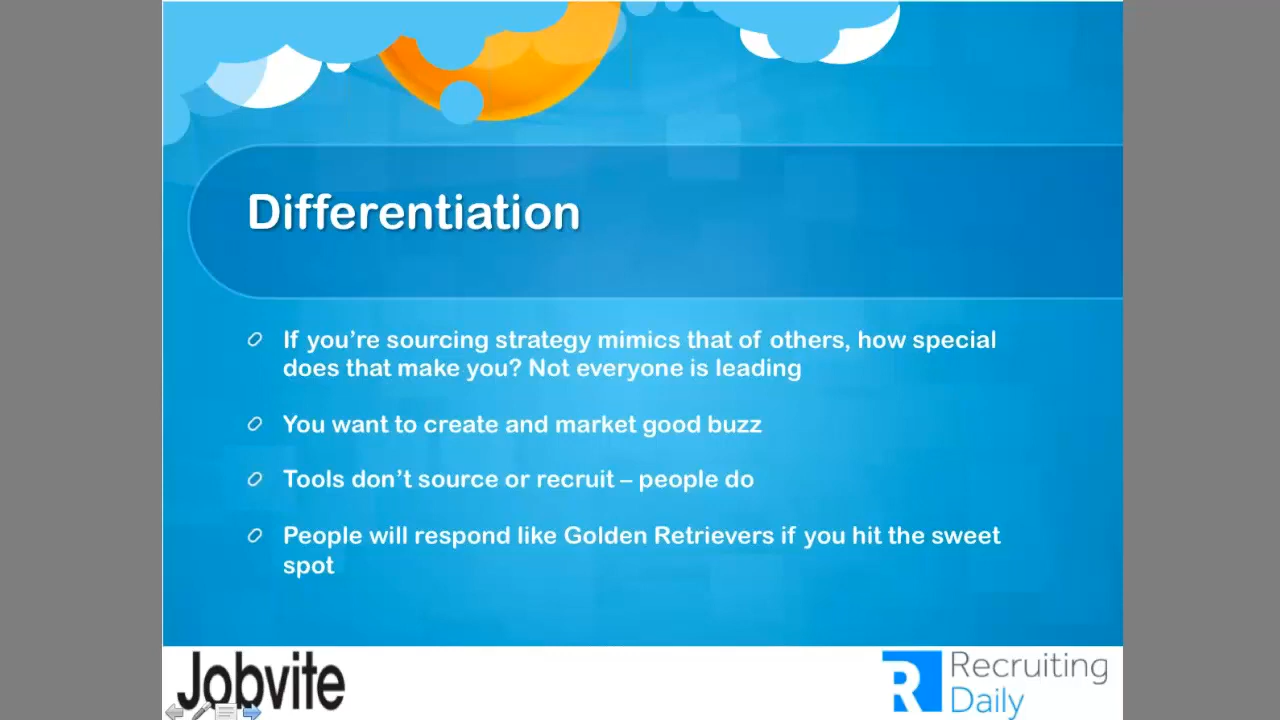 Differentiation
If you’re sourcing strategy mimics that of others, how special
does that make you? Not everyone is leading
You want to create and market good buzz
Tools don’t source or recruit – people do
People will respond like Golden Retrievers if you hit the sweet
spot
Jobvite
R Recruiting
Daily